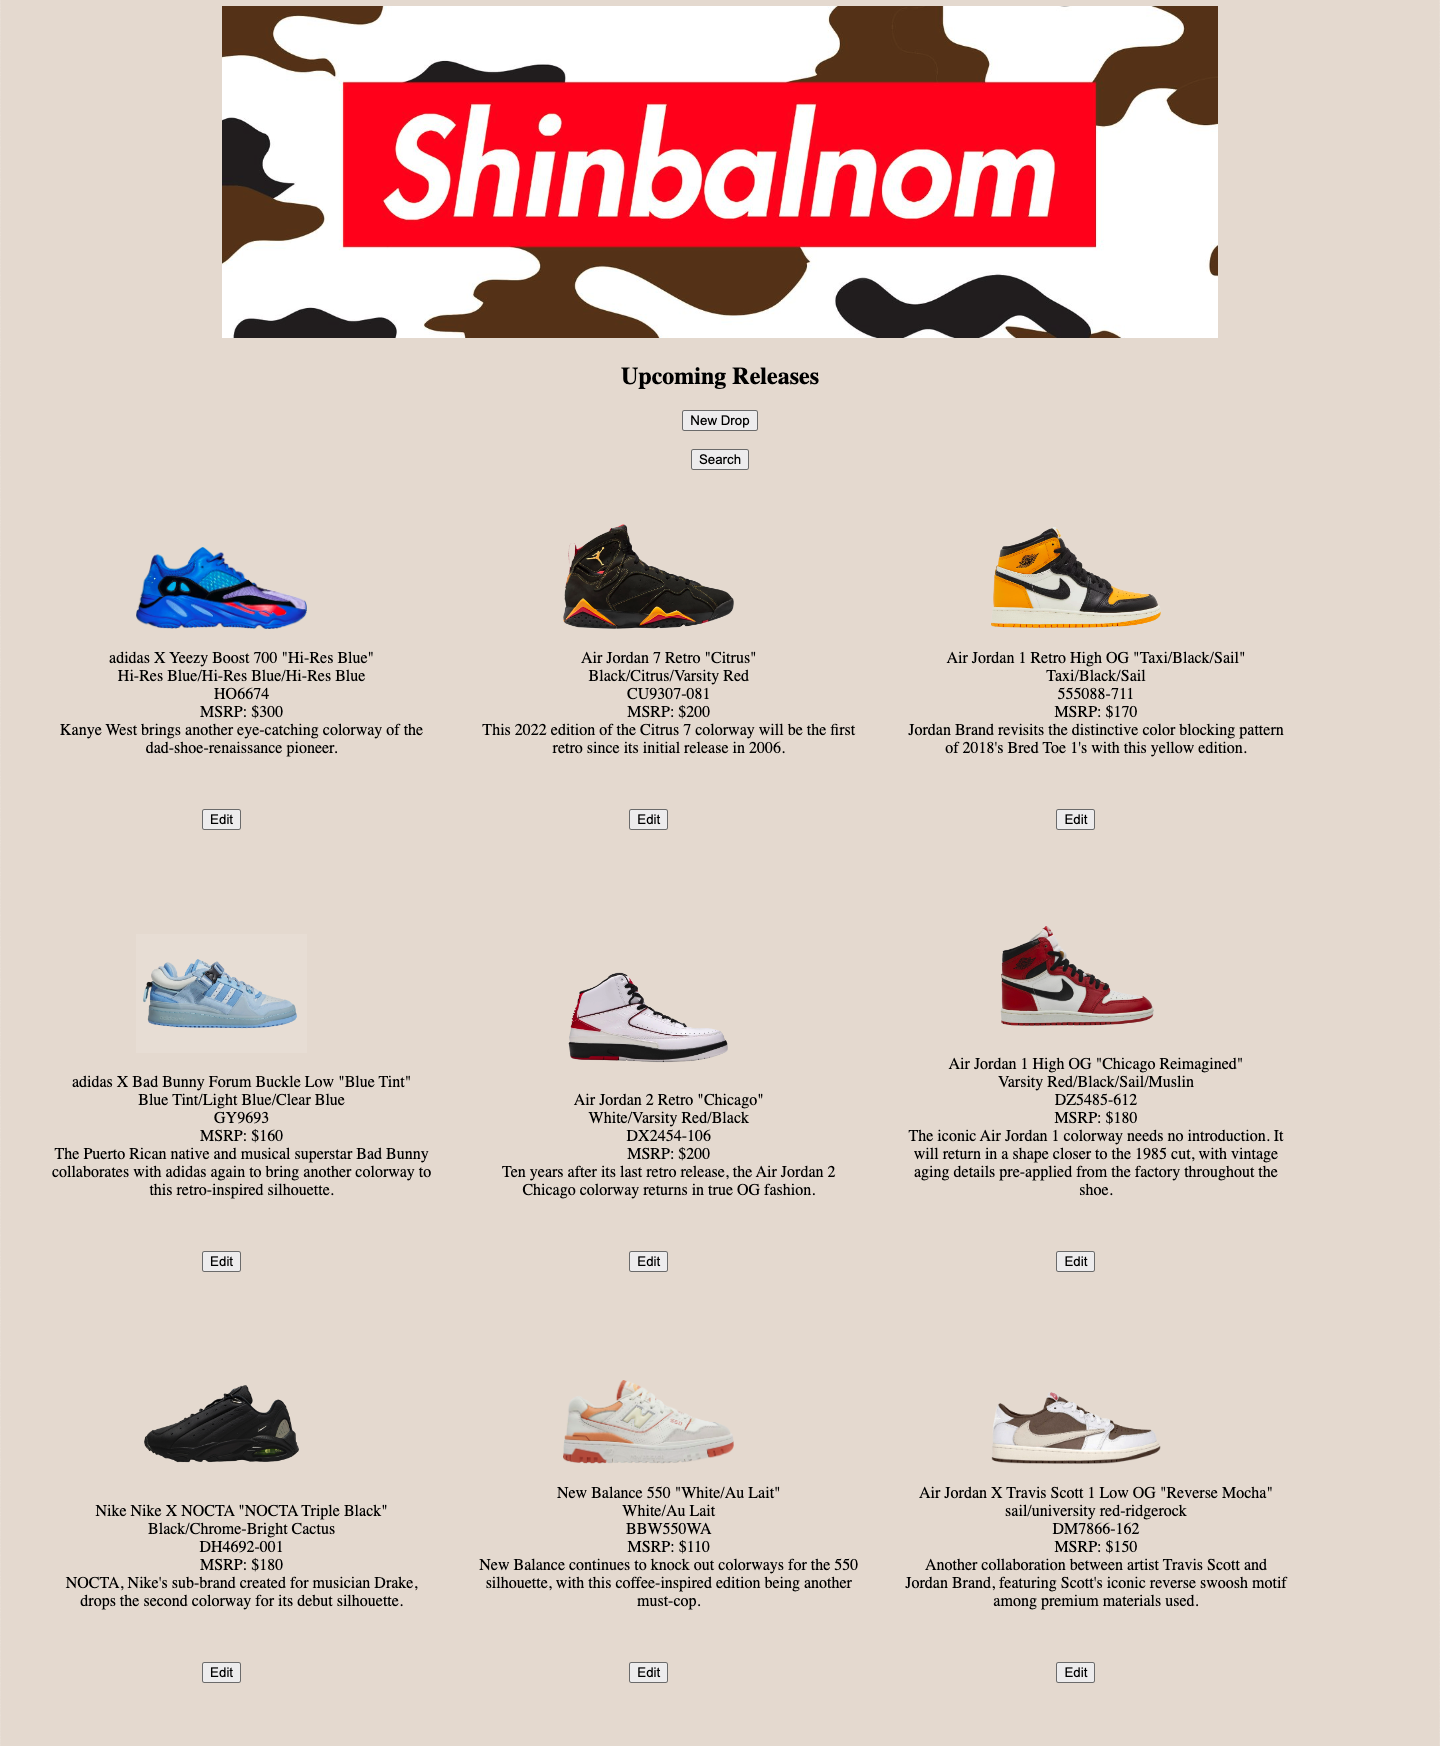 Shinbalnom
Upcoming Releases
New Drop
Search
adidas X Yeezy Boost 700 "Hi-Res Blue"
Hi-Res Blue/Hi-Res Blue/Hi-Res Blue
HO6674
MSRP: $300
Kanye West brings another eye-catching colorway of the
dad-shoe-renaissance pioneer.
Edit
Air Jordan 7 Retro "Citrus"
Black/Citrus/Varsity Red
CU9307-081
MSRP: $200
This 2022 edition of the Citrus 7 colorway will be the first
retro since its initial release in 2006.
Edit
Air Jordan 1 Retro High OG "Taxi/Black/Sail"
Taxi/Black/Sail
555088-711
MSRP: $170
Jordan Brand revisits the distinctive color blocking pattern
of 2018's Bred Toe 1's with this yellow edition.
Edit
adidas X Bad Bunny Forum Buckle Low "Blue Tint"
Blue Tint/Light Blue/Clear Blue
GY9693
MSRP: $160
The Puerto Rican native and musical superstar Bad Bunny
collaborates with adidas again to bring another colorway to
this retro-inspired silhouette.
Edit
Air Jordan 2 Retro "Chicago"
White/Varsity Red/Black
DX2454-106
MSRP: $200
Ten years after its last retro release, the Air Jordan 2
Chicago colorway returns in true OG fashion.
Edit
Air Jordan 1 High OG "Chicago Reimagined"
Varsity Red/Black/Sail/Muslin
DZ5485-612
MSRP: $180
The iconic Air Jordan 1 colorway needs no introduction. It
will return in a shape closer to the 1985 cut, with vintage
aging details pre-applied from the factory throughout the
shoe.
Edit
Nike Nike X NOCTA "NOCTA Triple Black"
Black/Chrome-Bright Cactus
DH4692-001
MSRP: $180
NOCTA, Nike's sub-brand created for musician Drake,
drops the second colorway for its debut silhouette.
Edit
New Balance 550 "White/Au Lait"
White/Au Lait
BBW550WA
MSRP: $110
New Balance continues to knock out colorways for the 550
silhouette, with this coffee-inspired edition being another
must-cop.
Edit
Air Jordan X Travis Scott 1 Low OG "Reverse Mocha"
sail/university red-ridgerock
DM7866-162
MSRP: $150
Another collaboration between artist Travis Scott and
Jordan Brand, featuring Scott's iconic reverse swoosh motif
among premium materials used.
Edit